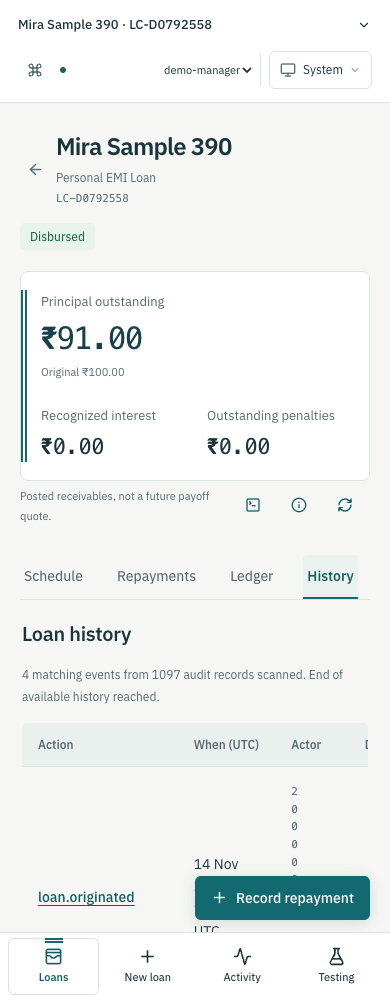 Mira Sample 390 · LC-D0792558
demo-manager
System
Mira Sample 390
Personal EMI Loan
LC–D0792558
Disbursed
Principal outstanding
₹91.00
Original ₹100.00
Recognized interest
Outstanding penalties
₹0.00
₹0.00
Posted receivables, not a future payoff
quote.
Schedule
Repayments
Ledger
History
Loan history
4 matching events from 1097 audit records scanned. End of
available history reached.
Action
When (UTC)
Actor
2
0
0
0
0
14 Nov
loan.originated
Record repayment
UTC
Loans
New loan
Activity
Testing